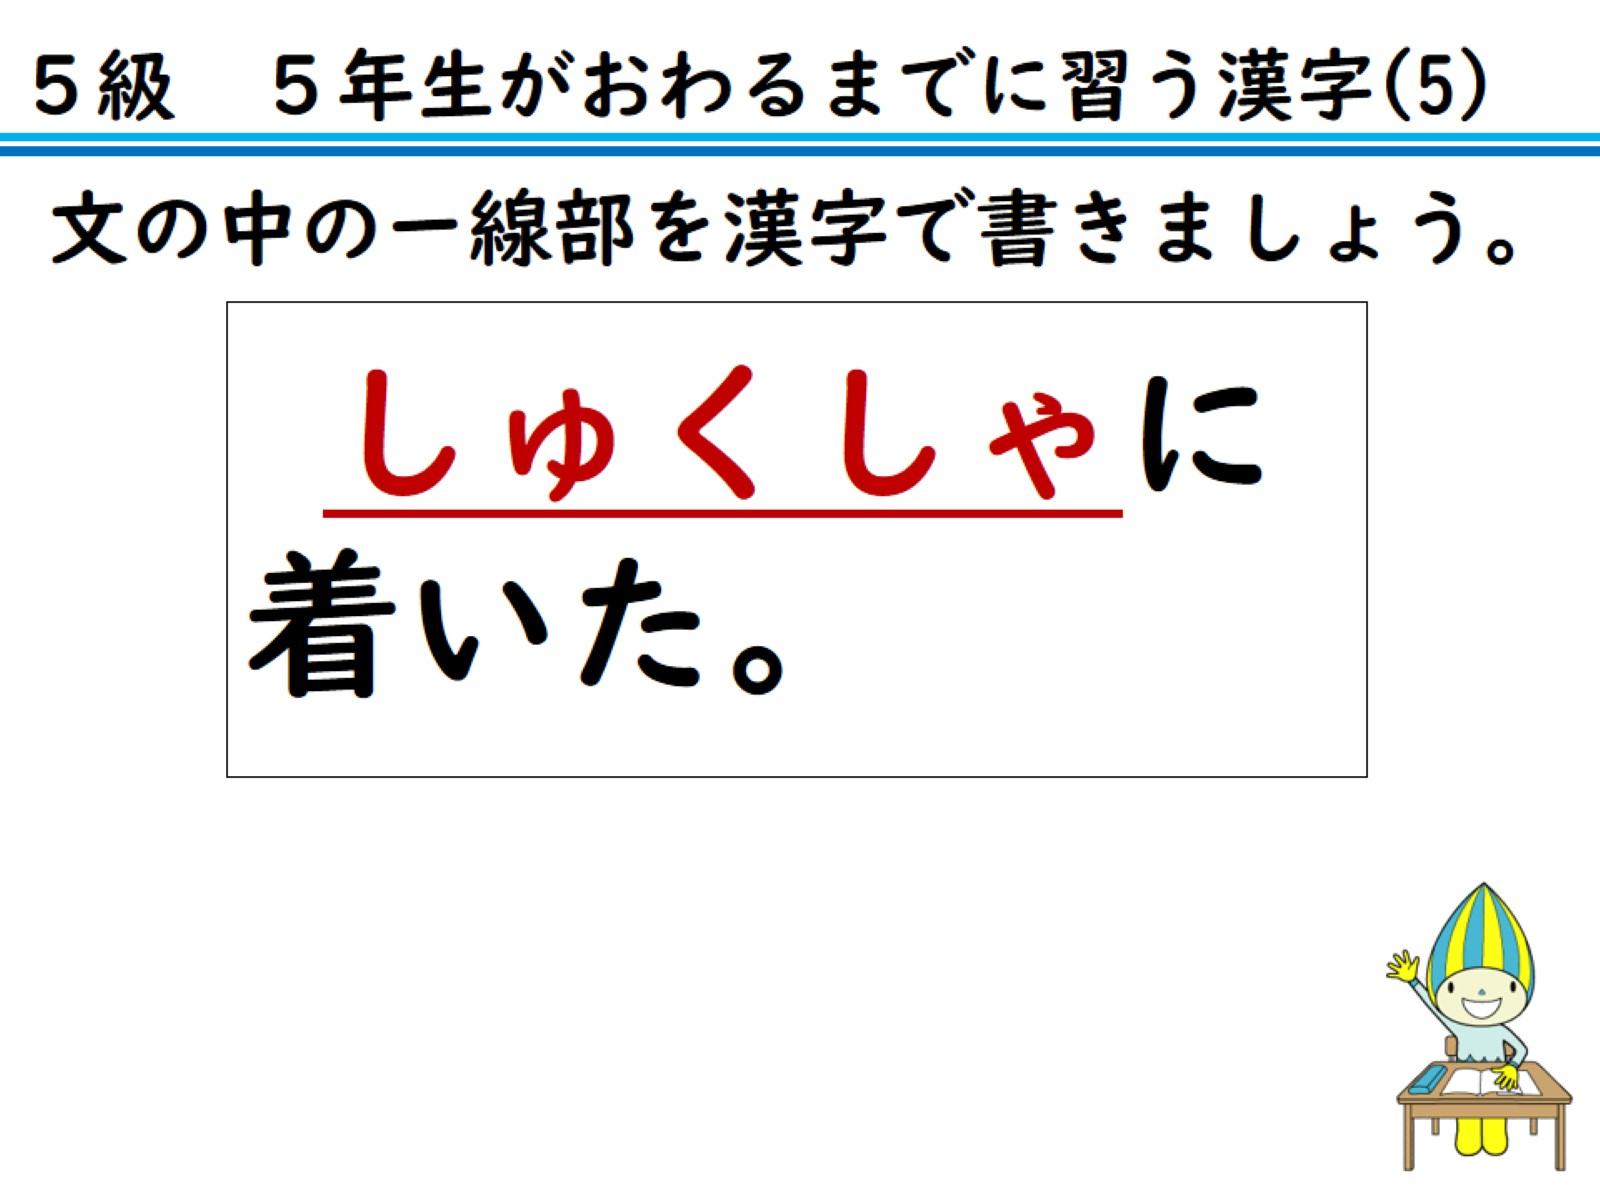 ５級　５年生がおわるまでに習う漢字(5)
文の中の一線部を漢字で書きましょう。
しゅくしゃに
着いた。